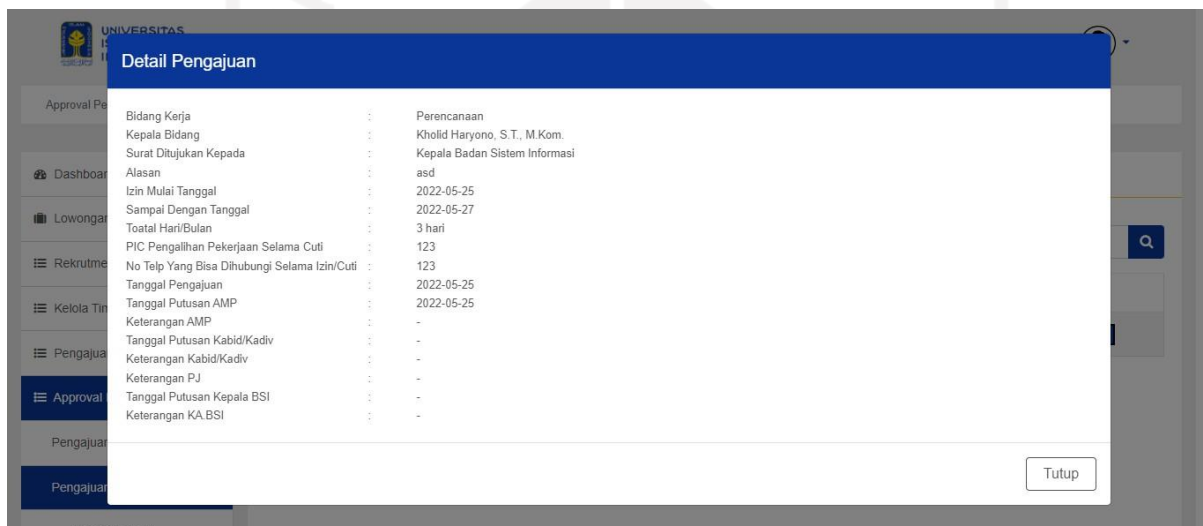 UNIVERSITAS
Detail Pengajuan
Approval Pe
Bidang Kerja : Perencanaan
Kepala Bidang : Kholid Haryono, S.T., M.Kom.
Surat Ditujukan Kepada : Kepala Badan Sistem Informasi
Alasan : asd
Izin Mulai Tanggal : 2022-05-25
Sampai Dengan Tanggal : 2022-05-27
Toatal Hari/Bulan : 3 hari
PIC Pengalihan Pekerjaan Selama Cuti : 123
No Telp Yang Bisa Dihubungi Selama Izin/Cuti : 123
Tanggal Pengajuan : 2022-05-25
Tanggal Putusan AMP : 2022-05-25
Keterangan AMP : -
Tanggal Putusan Kabid/Kadiv : -
Keterangan Kabid/Kadiv : -
Keterangan PJ : -
Tanggal Putusan Kepala BSI : -
Keterangan KA.BSI : -
Dashboar
Lowongar
Rekrutme
Kelola Tim
Pengajua
Approval
Pengajuar
Pengajuar
Tutup